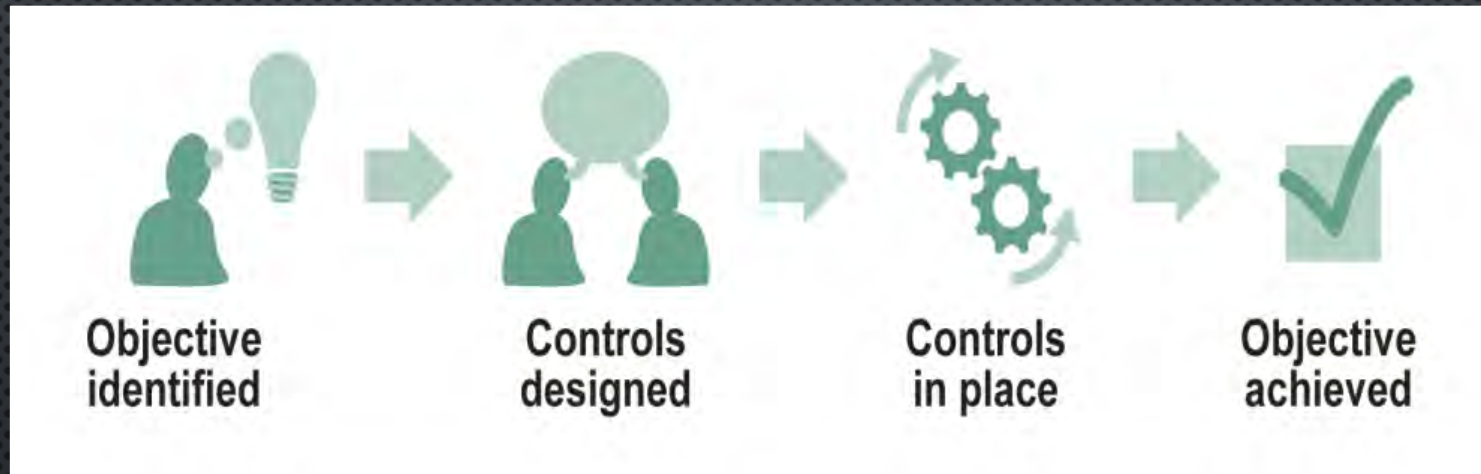 Objective
identified
Controls
designed
Controls
in place
Objective
achieved